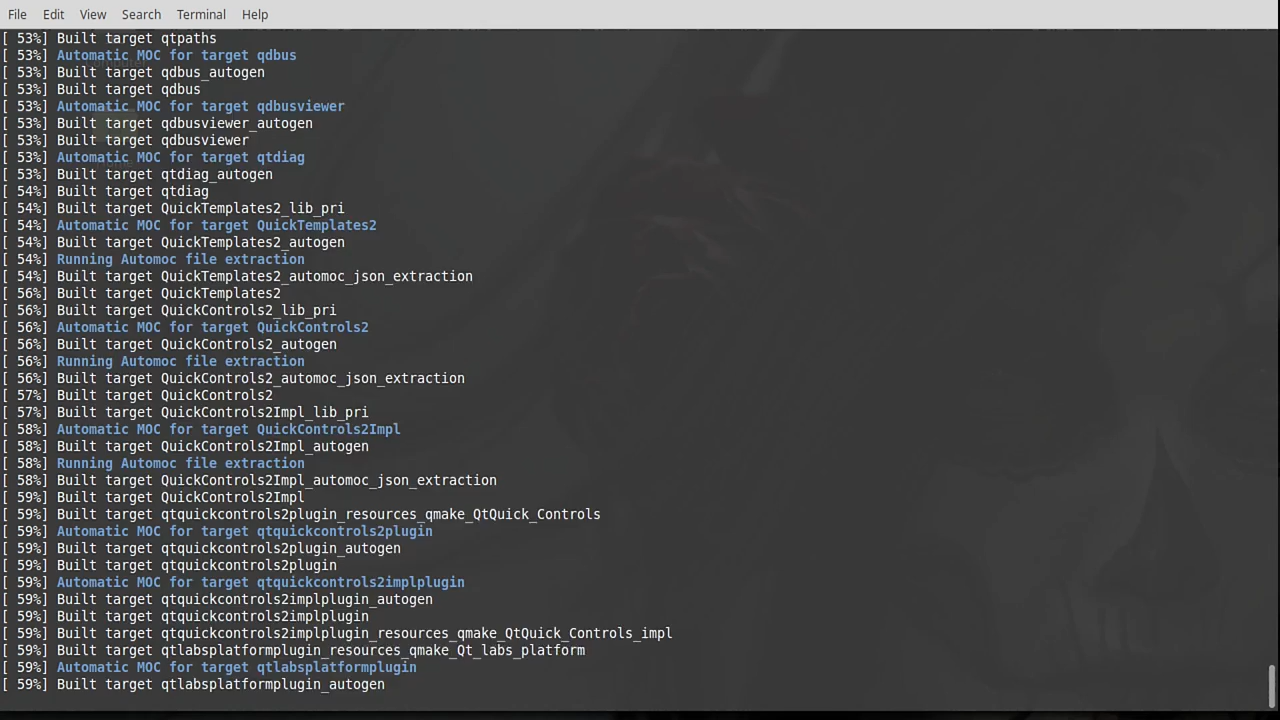 File Edit View Search Terminal Help
[ 53%] Built target qtpaths
[ 53%] Automatic MOC for target qdbus
[ 53%] Built target qdbus_autogen
[ 53%] Built target qdbus
[ 53%] Automatic MOC for target qdbusviewer
[ 53%] Built target qdbusviewer_autogen
[ 53%] Built target qdbusviewer
[ 53%] Automatic MOC for target qtdiag
[ 53%] Built target qtdiag_autogen
[ 54%] Built target qtdiag
[ 54%] Built target QuickTemplates2_lib_pri
[ 54%] Automatic MOC for target QuickTemplates2
[ 54%] Built target QuickTemplates2_autogen
[ 54%] Running Automoc file extraction
[ 54%] Built target QuickTemplates2_automoc_json_extraction
[ 56%] Built target QuickTemplates2
[ 56%] Built target QuickControls2_lib_pri
[ 56%] Automatic MOC for target QuickControls2
[ 56%] Built target QuickControls2_autogen
[ 56%] Running Automoc file extraction
[ 56%] Built target QuickControls2_automoc_json_extraction
[ 57%] Built target QuickControls2
[ 57%] Built target QuickControls2Impl_lib_pri
[ 58%] Automatic MOC for target QuickControls2Impl
[ 58%] Built target QuickControls2Impl_autogen
[ 58%] Running Automoc file extraction
[ 58%] Built target QuickControls2Impl_automoc_json_extraction
[ 59%] Built target QuickControls2Impl
[ 59%] Built target qtquickcontrols2plugin_resources_qmake_QtQuick_Controls
[ 59%] Automatic MOC for target qtquickcontrols2plugin
[ 59%] Built target qtquickcontrols2plugin_autogen
[ 59%] Built target qtquickcontrols2plugin
[ 59%] Automatic MOC for target qtquickcontrols2implplugin
[ 59%] Built target qtquickcontrols2implplugin_autogen
[ 59%] Built target qtquickcontrols2implplugin
[ 59%] Built target qtquickcontrols2implplugin_resources_qmake_QtQuick_Controls_impl
[ 59%] Built target qtlabsplatformplugin_resources_qmake_Qt_labs_platform
[ 59%] Automatic MOC for target qtlabsplatformplugin
[ 59%] Built target qtlabsplatformplugin_autogen